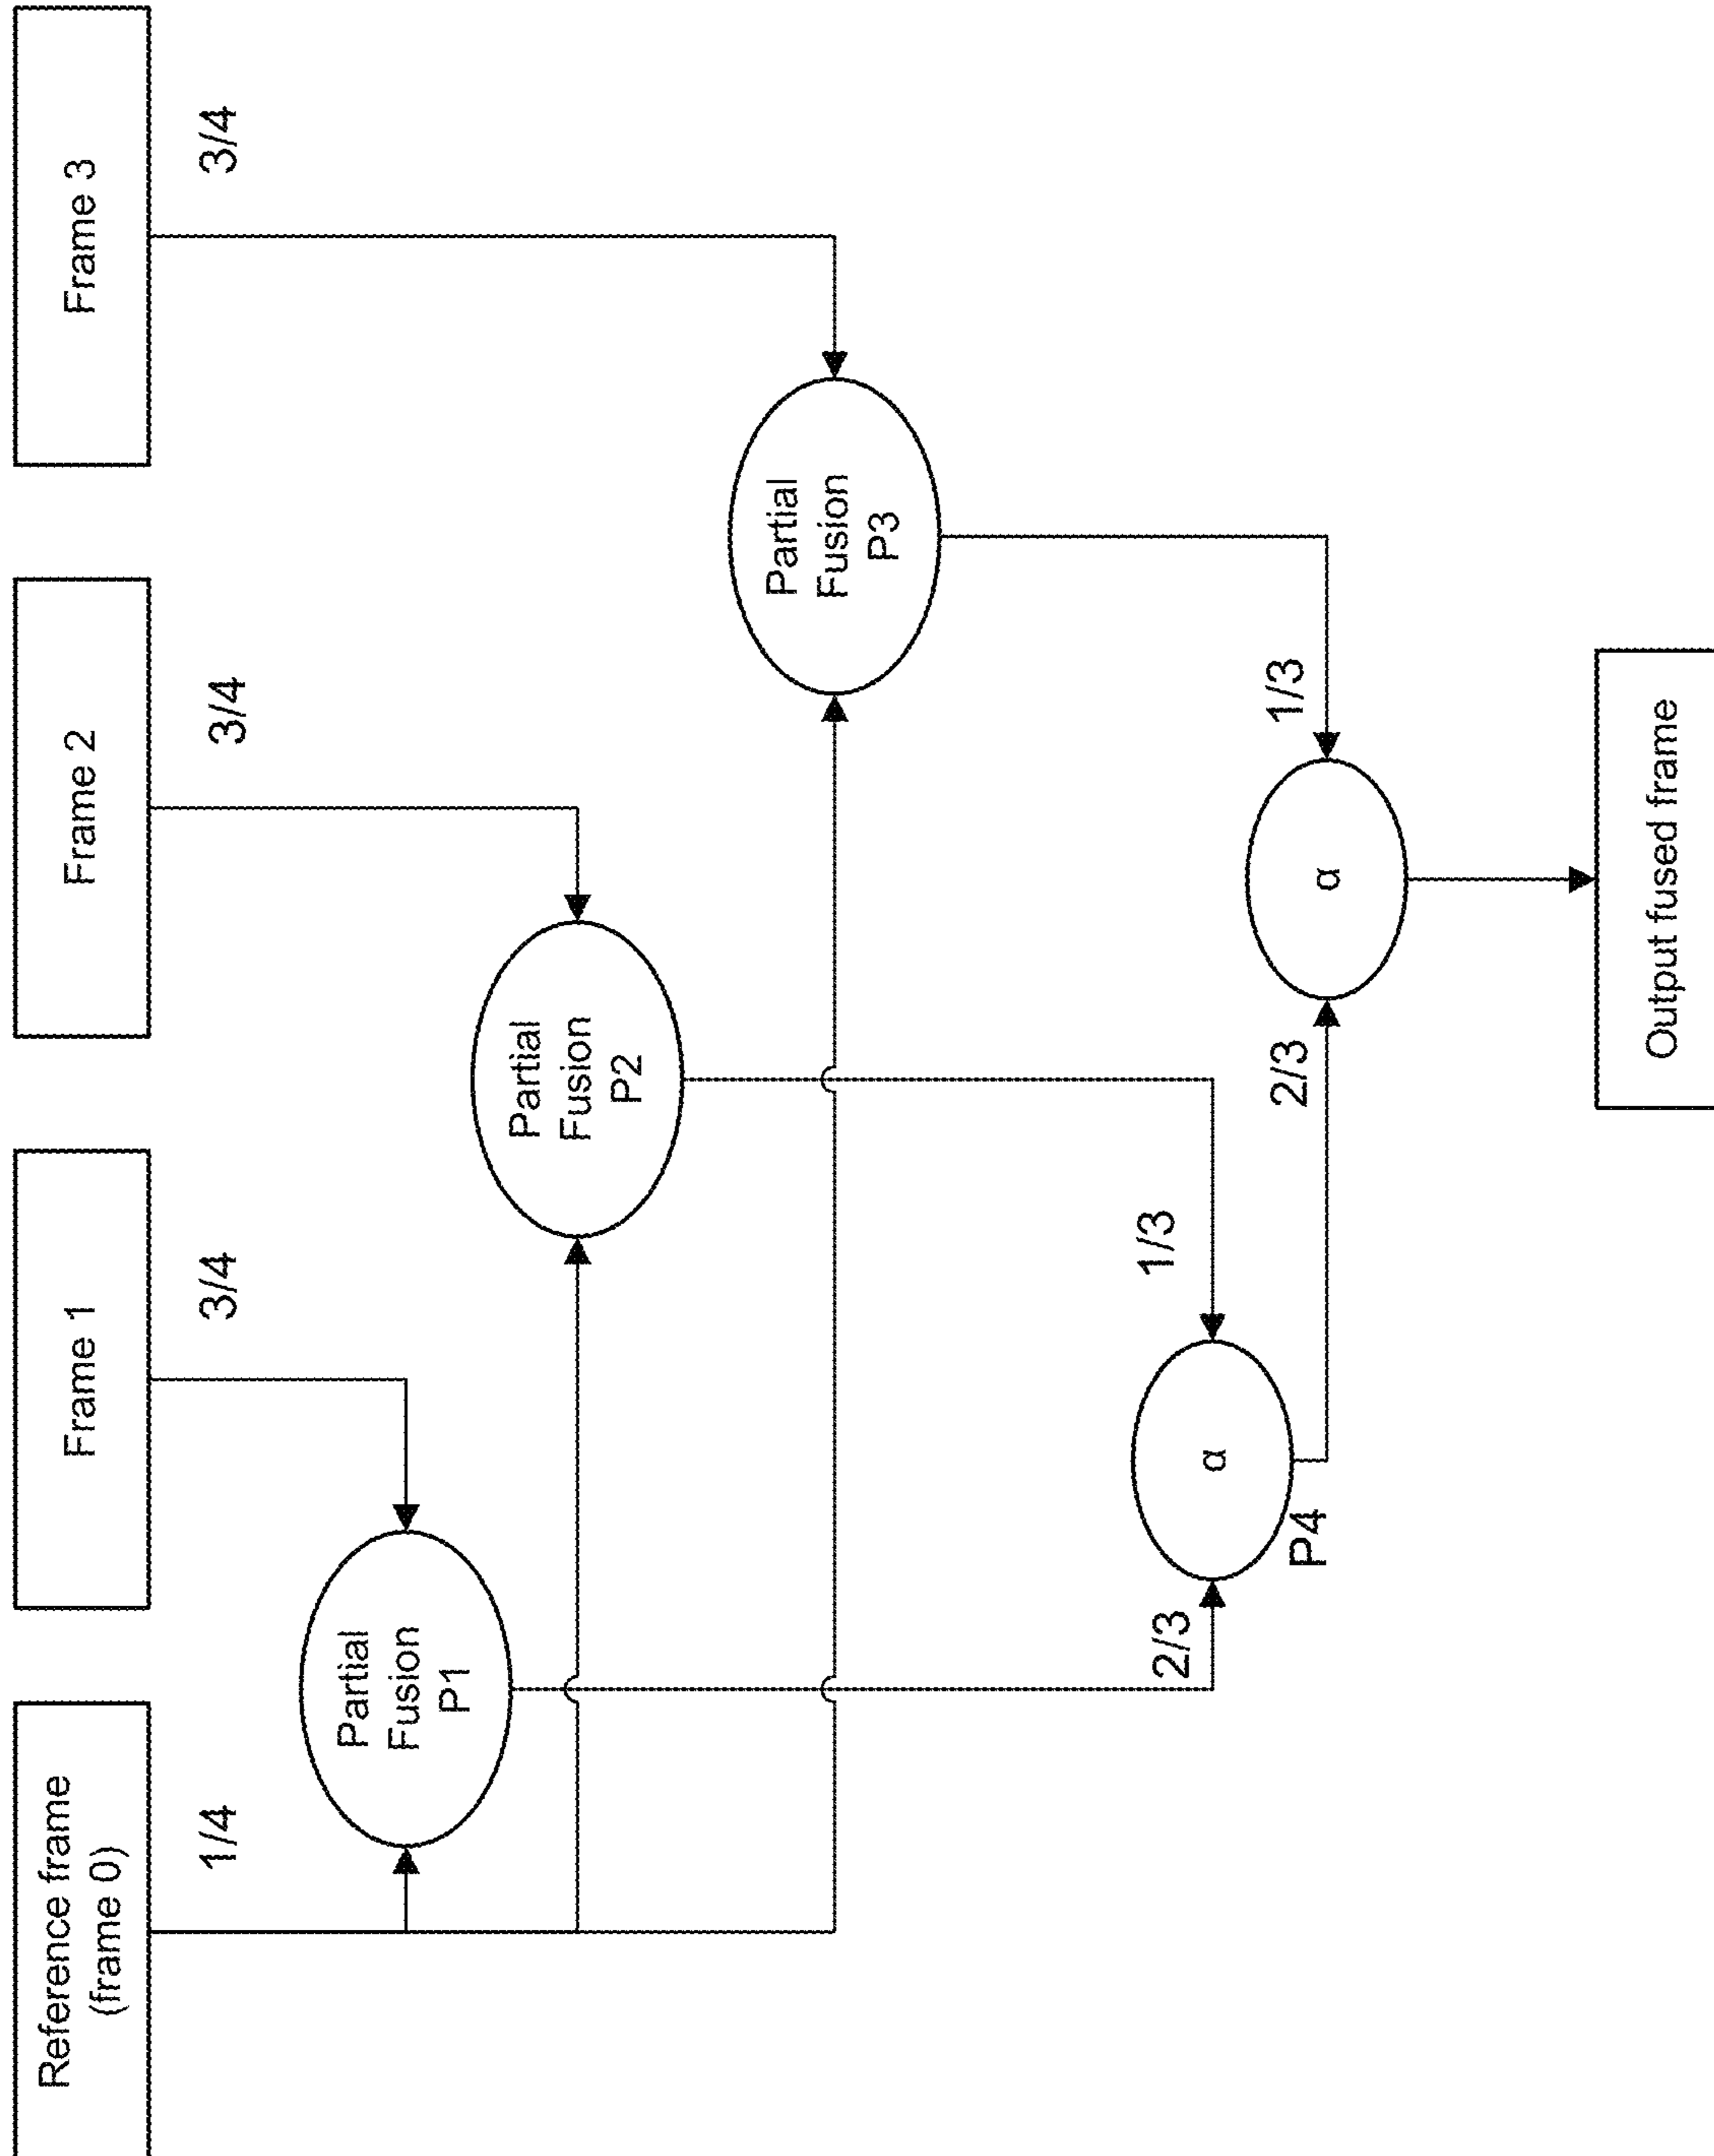 Reference frame
(frame 0)
Frame 1
Frame 2
Frame 3
1/4
3/4
3/4
3/4
Partial
Fusion
P1
Partial
Fusion
P2
Partial
Fusion
P3
2/3
1/3
α
P4
2/3
1/3
α
Output fused frame